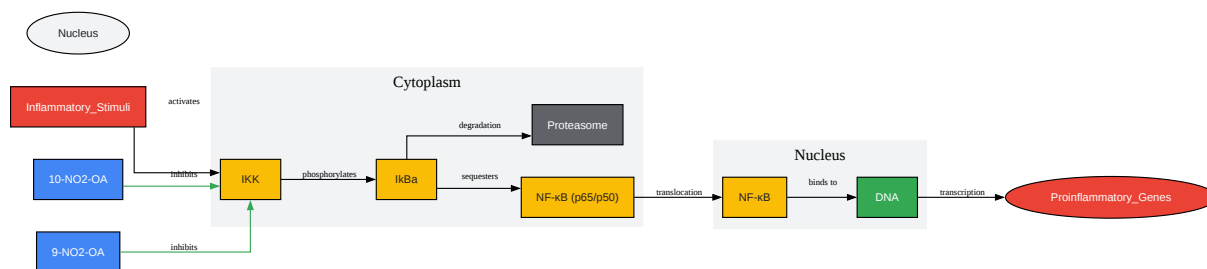 Nucleus
Cytoplasm
Inflammatory_Stimuli
activates
degradation
Proteasome
Nucleus
10-NO2-OA
inhibits
IKK
phosphorylates
IkBa
sequesters
NF-κB (p65/p50)
translocation
NF-κB
binds to
DNA
transcription
Proinflammatory_Genes
9-NO2-OA
inhibits